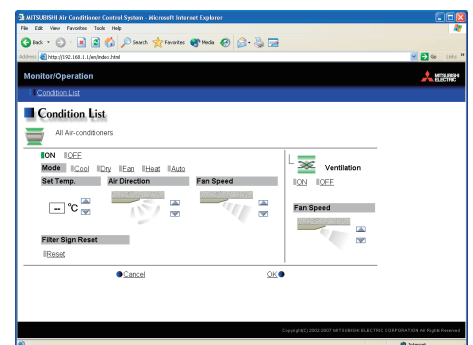 MITSUBISHI Air Conditioner Control System - Microsoft Internet Explorer
File Edit View Favorites Tools Help
Back Search Favorites Media
Address http://192.168.1.1/en/index.html Go Links »
Monitor/Operation MITSUBISHI ELECTRIC
Condition List
Condition List
All Air-conditioners
ON OFF
Mode Cool Dry Fan Heat Auto
Set Temp. Air Direction Fan Speed
-- °C
Filter Sign Reset
Reset
Ventilation
ON OFF
Fan Speed
Cancel OK
Copyright(C) 2002-2007 MITSUBISHI ELECTRIC CORPORATION All Rights Reserved
Internet